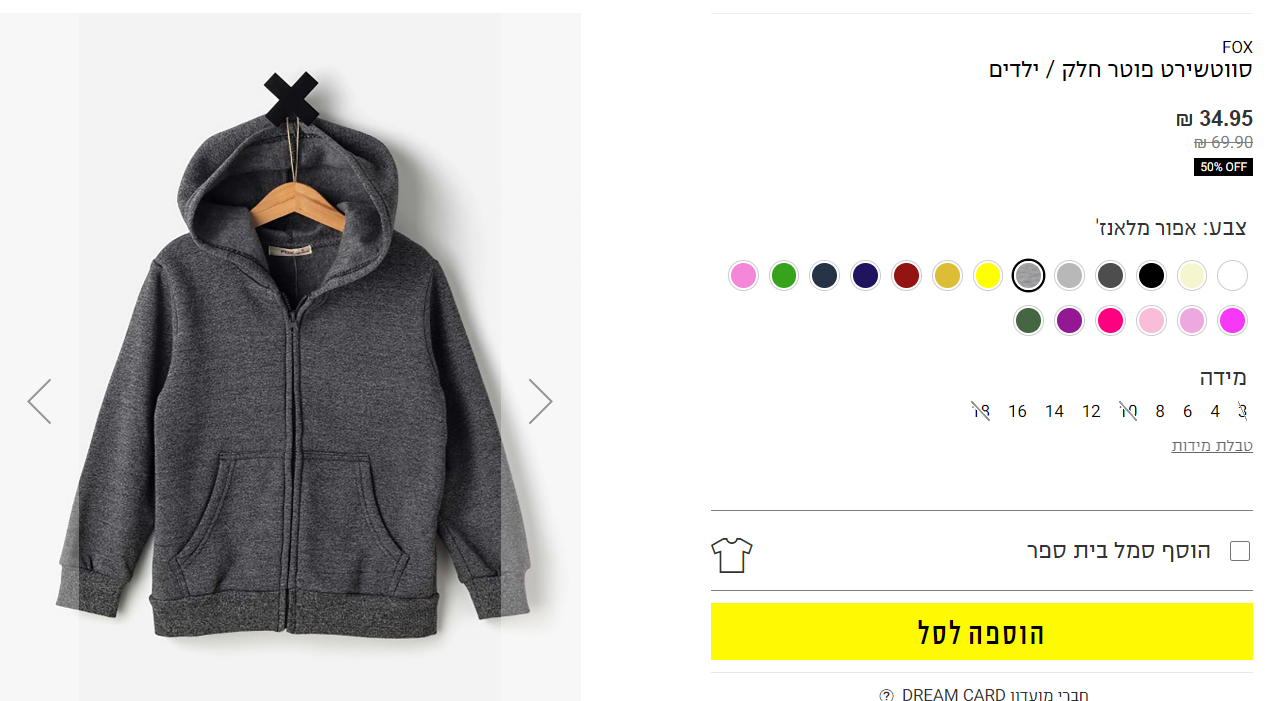 FOX
סווטשירט פוטר חלק / ילדים
34.95 ₪
69.90 ₪
50% OFF
צבע: אפור מלאנז'
מידה
3 4 6 8 10 12 14 16 18
טבלת מידות
הוסף סמל בית ספר
הוספה לסל
חברי מועדון DREAM CARD ?
FOX